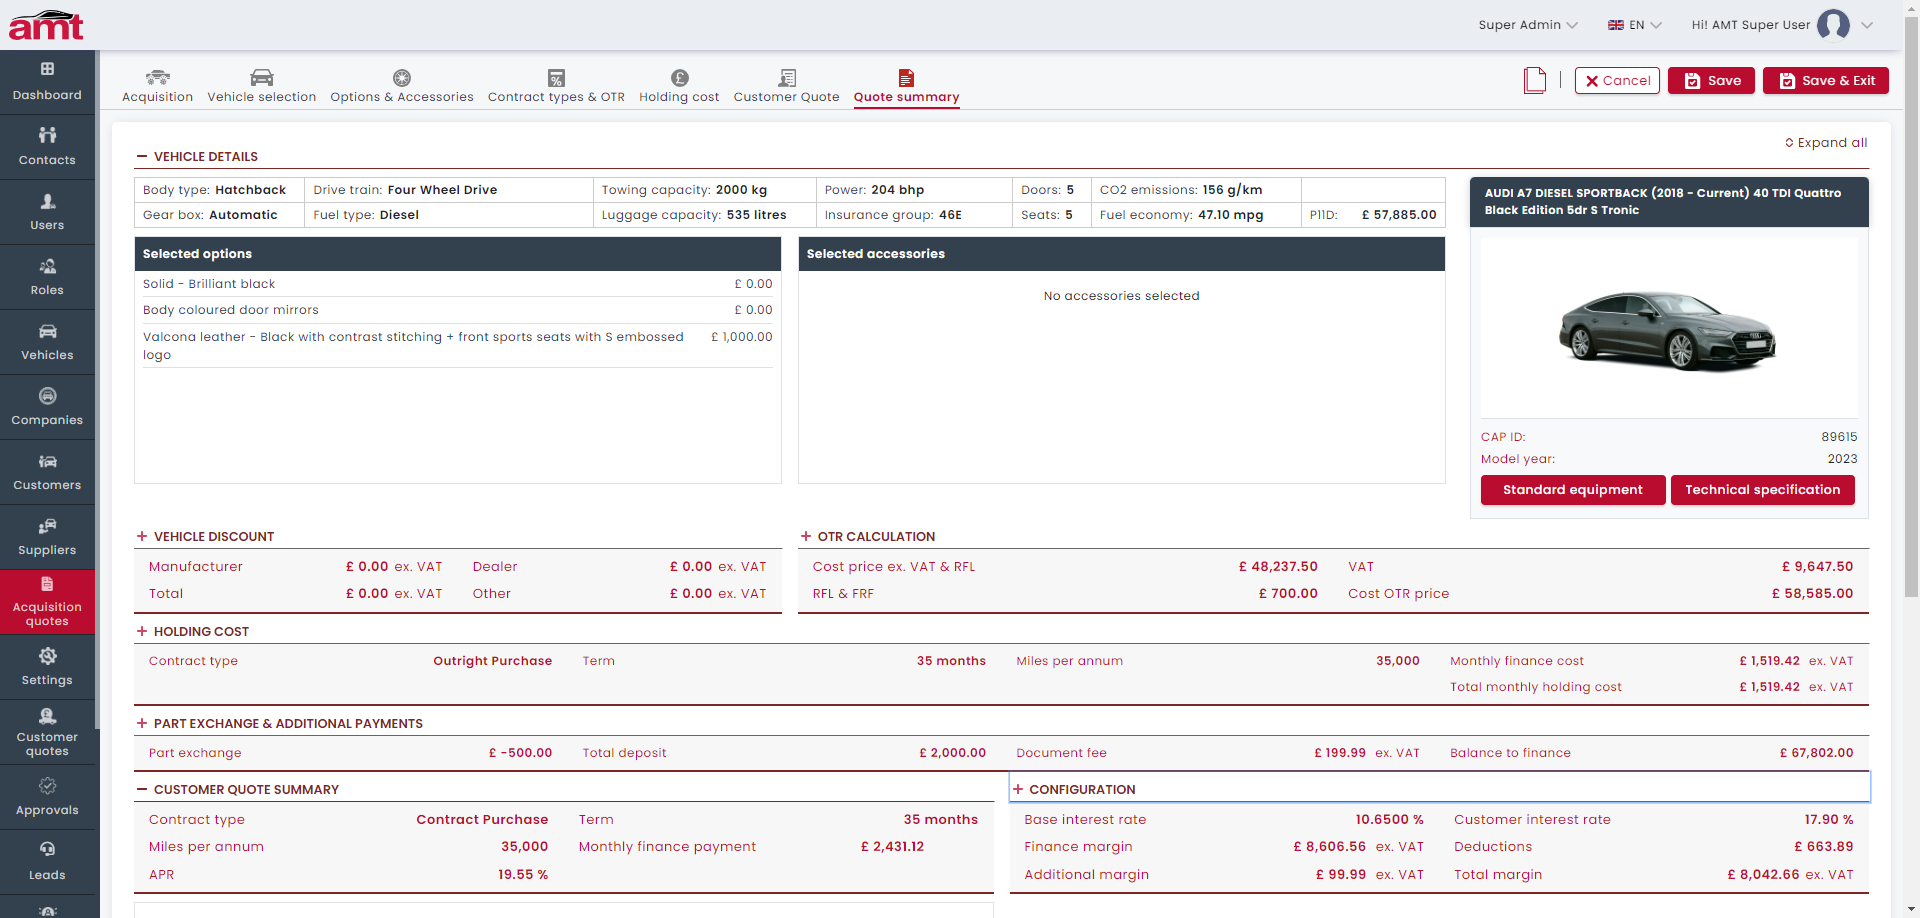 amt
Super Admin
EN
Hi! AMT Super User
Dashboard
Contacts
Users
Roles
Vehicles
Companies
Customers
Suppliers
Acquisition
quotes
Settings
Customer
quotes
Approvals
Leads
Acquisition
Vehicle selection
Options & Accessories
Contract types & OTR
Holding cost
Customer Quote
Quote summary
Cancel
Save
Save & Exit
Expand all
VEHICLE DETAILS
Body type: Hatchback
Drive train: Four Wheel Drive
Towing capacity: 2000 kg
Power: 204 bhp
Doors: 5
CO2 emissions: 156 g/km
Gear box: Automatic
Fuel type: Diesel
Luggage capacity: 535 litres
Insurance group: 46E
Seats: 5
Fuel economy: 47.10 mpg
P11D: £ 57,885.00
Selected options
Solid - Brilliant black £ 0.00
Body coloured door mirrors £ 0.00
Valcona leather - Black with contrast stitching + front sports seats with S embossed £ 1,000.00
logo
Selected accessories
No accessories selected
AUDI A7 DIESEL SPORTBACK (2018 - Current) 40 TDI Quattro
Black Edition 5dr S Tronic
CAP ID: 89615
Model year: 2023
Standard equipment
Technical specification
VEHICLE DISCOUNT
Manufacturer £ 0.00 ex. VAT Dealer £ 0.00 ex. VAT
Total £ 0.00 ex. VAT Other £ 0.00 ex. VAT
OTR CALCULATION
Cost price ex. VAT & RFL £ 48,237.50 VAT £ 9,647.50
RFL & FRF £ 700.00 Cost OTR price £ 58,585.00
HOLDING COST
Contract type Outright Purchase Term 35 months Miles per annum 35,000 Monthly finance cost £ 1,519.42 ex. VAT
Total monthly holding cost £ 1,519.42 ex. VAT
PART EXCHANGE & ADDITIONAL PAYMENTS
Part exchange £ -500.00 Total deposit £ 2,000.00 Document fee £ 199.99 ex. VAT Balance to finance £ 67,802.00
CUSTOMER QUOTE SUMMARY
Contract type Contract Purchase Term 35 months
Miles per annum 35,000 Monthly finance payment £ 2,431.12
APR 19.55 %
CONFIGURATION
Base interest rate 10.6500 % Customer interest rate 17.90 %
Finance margin £ 8,606.56 ex. VAT Deductions £ 663.89
Additional margin £ 99.99 ex. VAT Total margin £ 8,042.66 ex. VAT